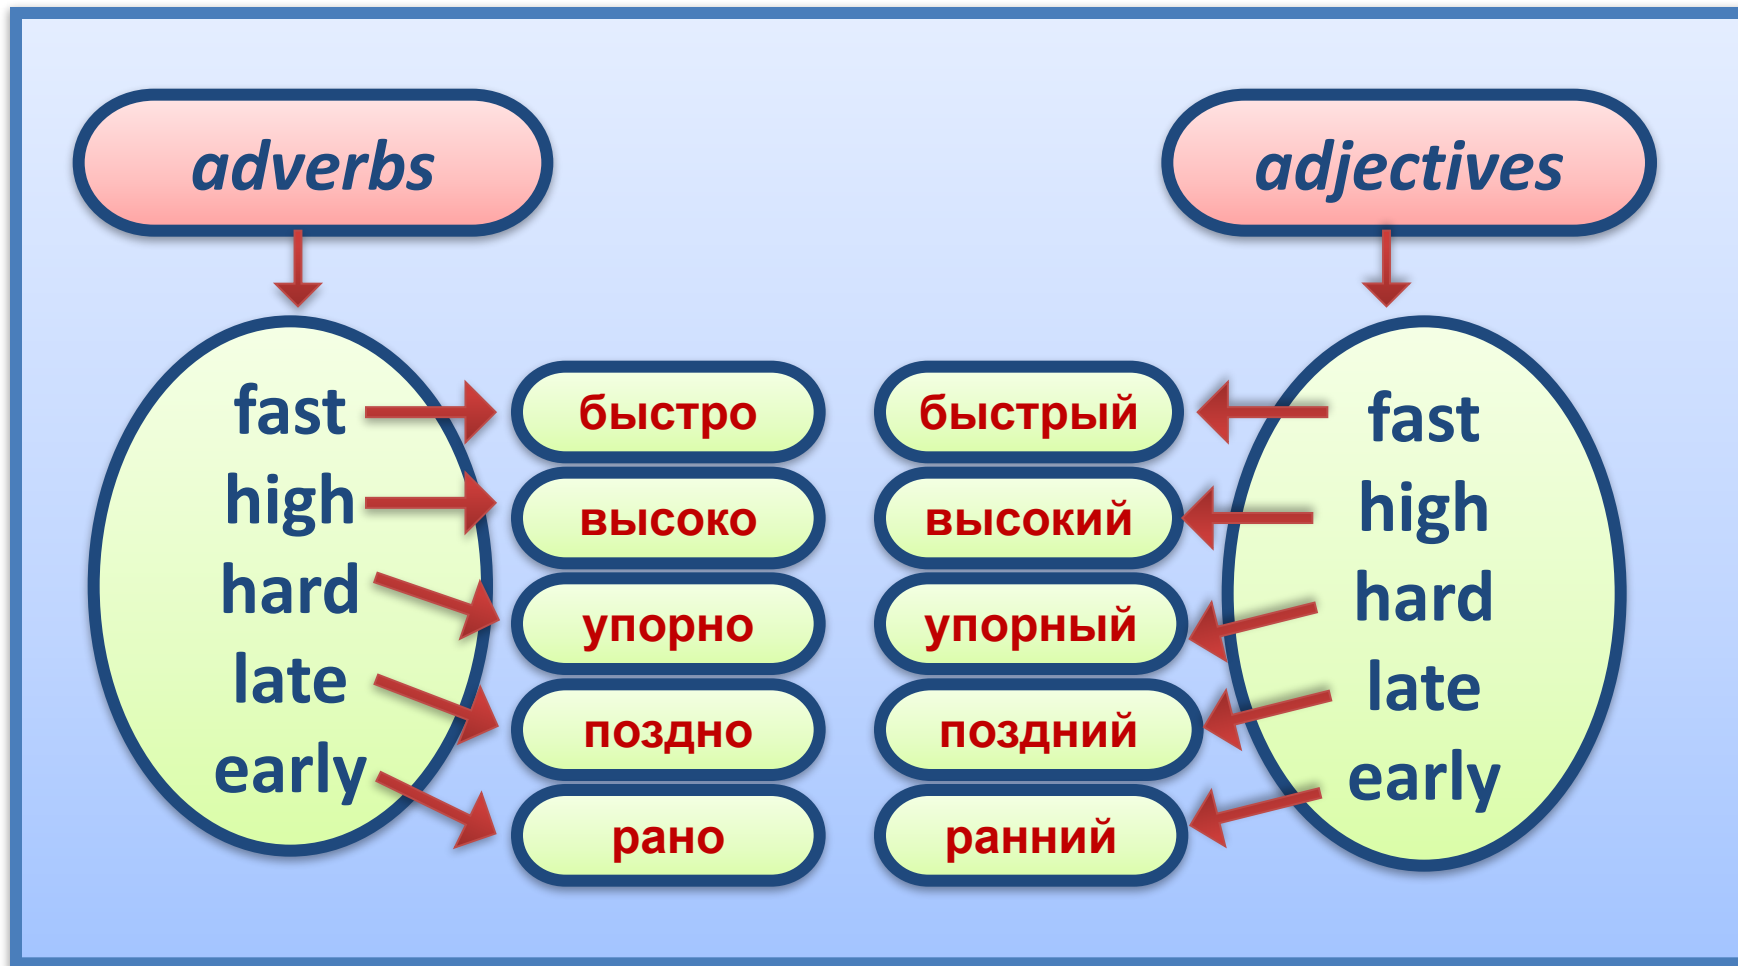 adverbs
adjectives
fast
быстро
быстрый
fast
high
высоко
высокий
high
hard
упорно
упорный
hard
late
поздно
поздний
late
early
рано
ранний
early